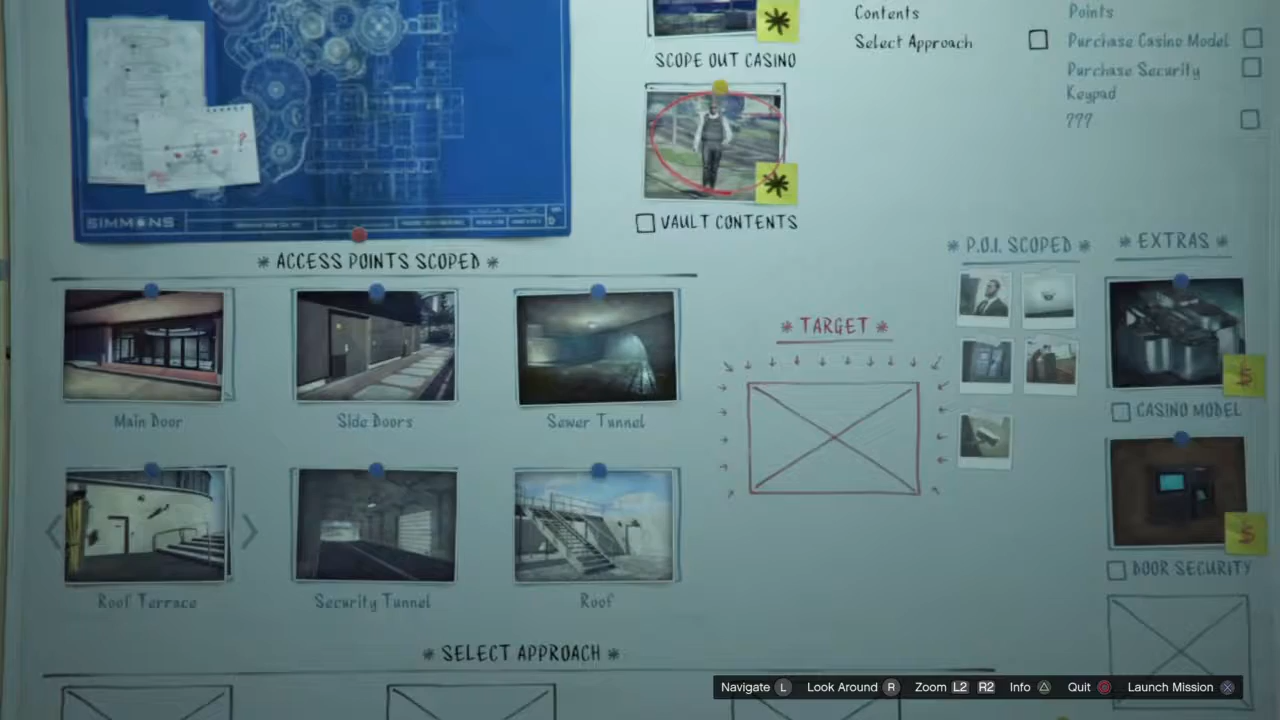 Contents
Select Approach
Points
Purchase Casino Model
Purchase Security
Keypad
???
SCOPE OUT CASINO
?
SIMMONS
VAULT CONTENTS
* ACCESS POINTS SCOPED *
Main Door
Side Doors
Sewer Tunnel
Roof Terrace
Security Tunnel
Roof
* TARGET *
* P.O.I. SCOPED *
* EXTRAS *
$
CASINO MODEL
$
DOOR SECURITY
* SELECT APPROACH *
Navigate L Look Around R Zoom L2 R2 Info Quit Launch Mission